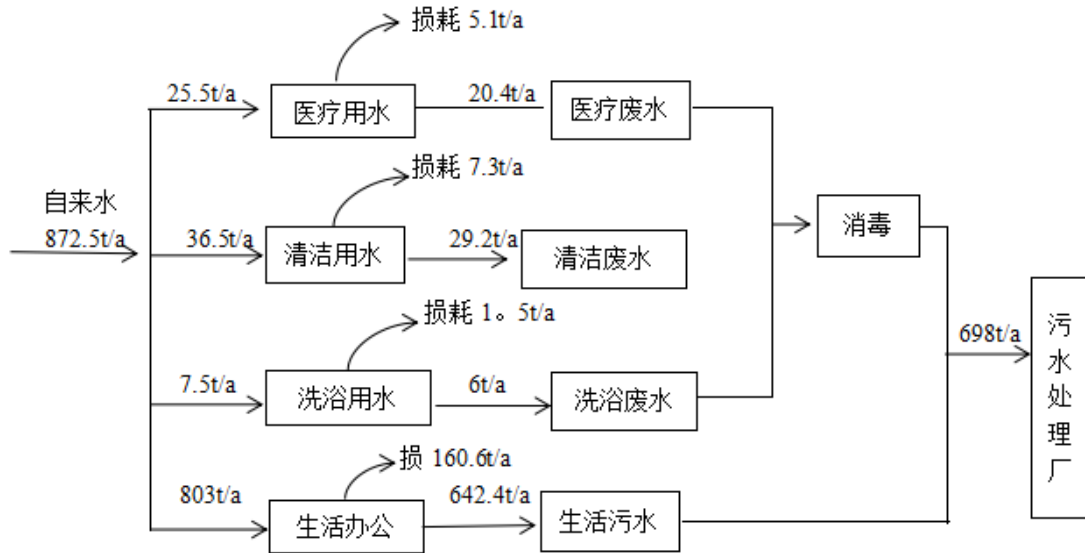 损耗 5.1t/a
25.5t/a
医疗用水
20.4t/a
医疗废水
损耗 7.3t/a
自来水
872.5t/a
36.5t/a
清洁用水
29.2t/a
清洁废水
消毒
损耗 1。5t/a
7.5t/a
洗浴用水
6t/a
洗浴废水
698t/a
污水处理厂
损 160.6t/a
803t/a
生活办公
642.4t/a
生活污水